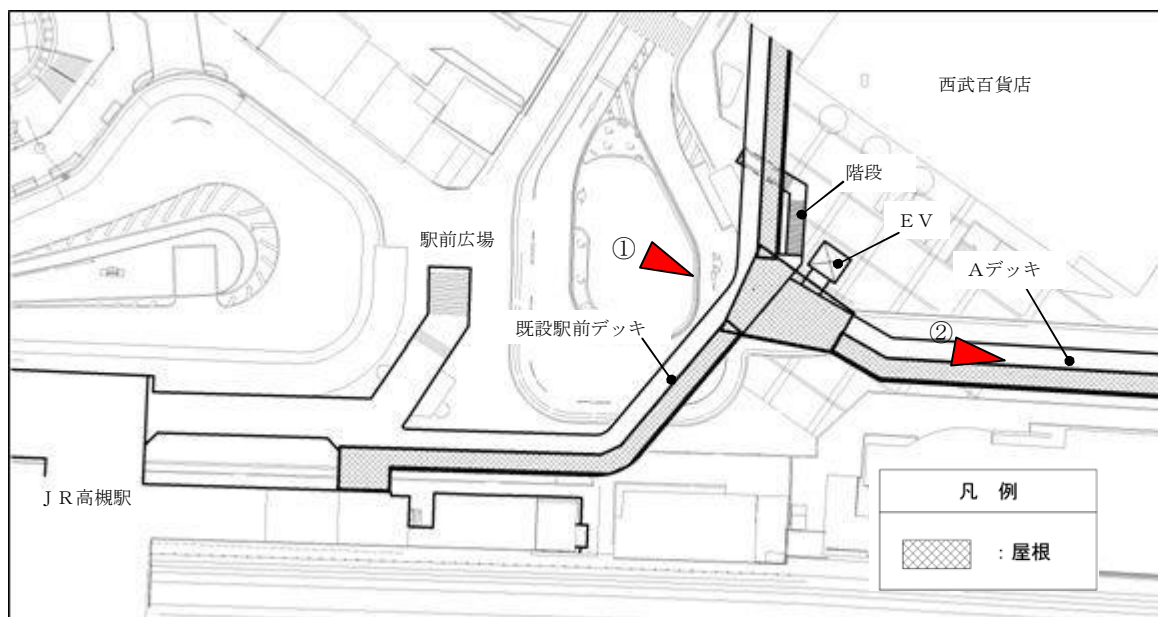 西武百貨店
階段
ＥＶ
駅前広場
①
Ａデッキ
既設駅前デッキ
②
ＪＲ高槻駅
凡　例
：屋根